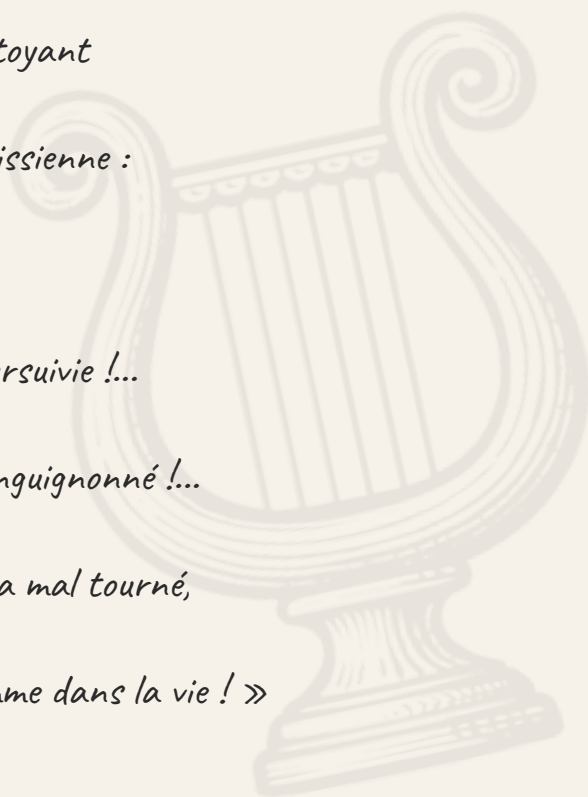 toyant
issienne :
rsuivie !...
nguignonné !...
a mal tourné,
me dans la vie ! »